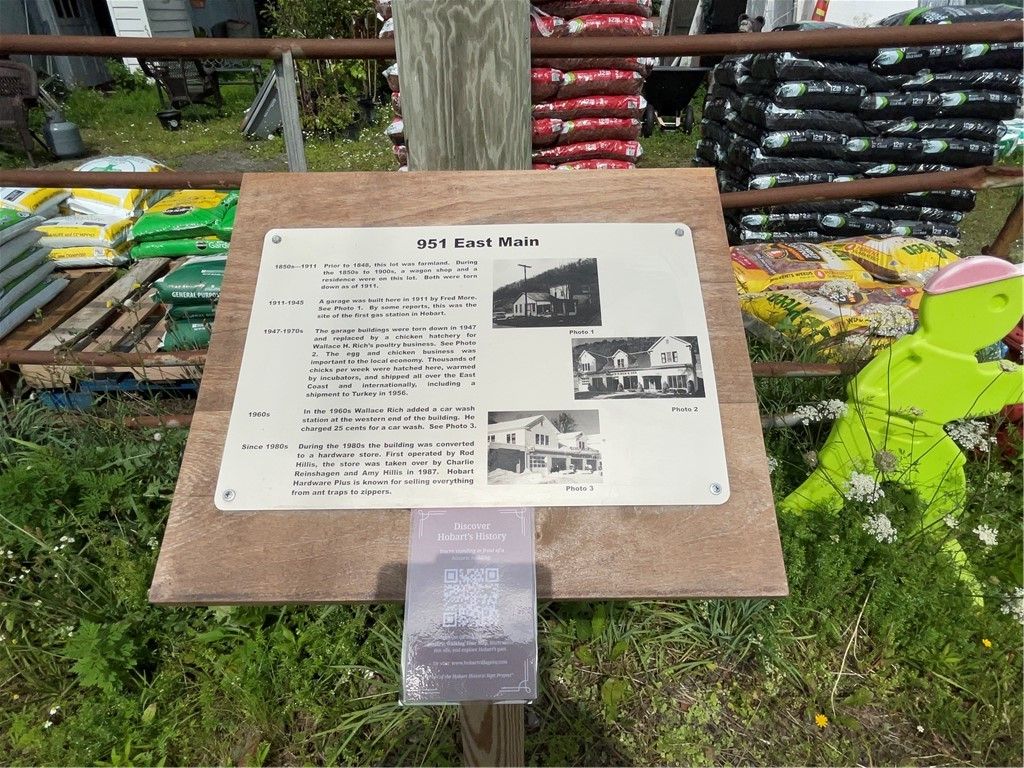 951 East Main
1850s—1911 Prior to 1848, this lot was farmland. During
the 1850s to 1900s, a wagon shop and a
residence were on this lot. Both were torn
down as of 1911.
1911-1945 A garage was built here in 1911 by Fred More.
See Photo 1. By some reports, this was the
site of the first gas station in Hobart.
Photo 1
1947-1970s The garage buildings were torn down in 1947
and replaced by a chicken hatchery for
Wallace H. Rich's poultry business. See Photo
2. The egg and chicken business was
important to the local economy. Thousands of
chicks per week were hatched here, warmed
by incubators, and shipped all over the East
Coast and internationally, including a
shipment to Turkey in 1956.
Photo 2
1960s In the 1960s Wallace Rich added a car wash
station at the western end of the building. He
charged 25 cents for a car wash. See Photo 3.
Since 1980s During the 1980s the building was converted
to a hardware store. First operated by Rod
Hillis, the store was taken over by Charlie
Reinshagen and Amy Hillis in 1987. Hobart
Hardware Plus is known for selling everything
from ant traps to zippers.
Photo 3
Discover
Hobart's History
You're standing in front of a
historic building
GENERAL PURPOSE